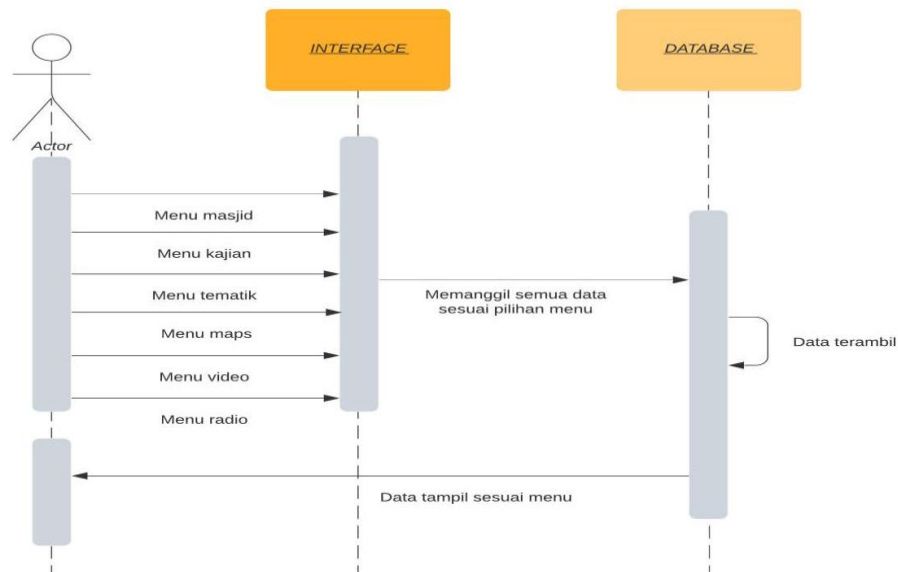 INTERFACE
DATABASE
Actor
Menu masjid
Menu kajian
Menu tematik
Menu maps
Menu video
Menu radio
Memanggil semua data
sesuai pilihan menu
Data terambil
Data tampil sesuai menu